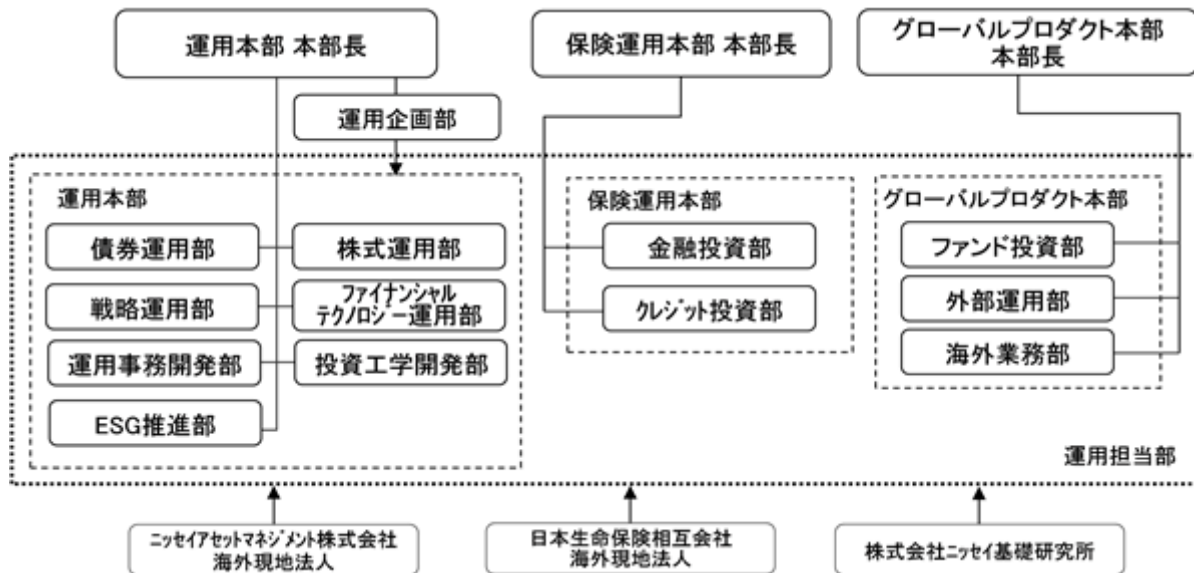 運用本部 本部長
保険運用本部 本部長
グローバルプロダクト本部
本部長
運用企画部
運用本部
債券運用部
株式運用部
戦略運用部
ファイナンシャル
テクノロジー運用部
運用事務開発部
投資工学開発部
ESG推進部
保険運用本部
金融投資部
クレジット投資部
グローバルプロダクト本部
ファンド投資部
外部運用部
海外業務部
運用担当部
ニッセイアセットマネジメント株式会社
海外現地法人
日本生命保険相互会社
海外現地法人
株式会社ニッセイ基礎研究所